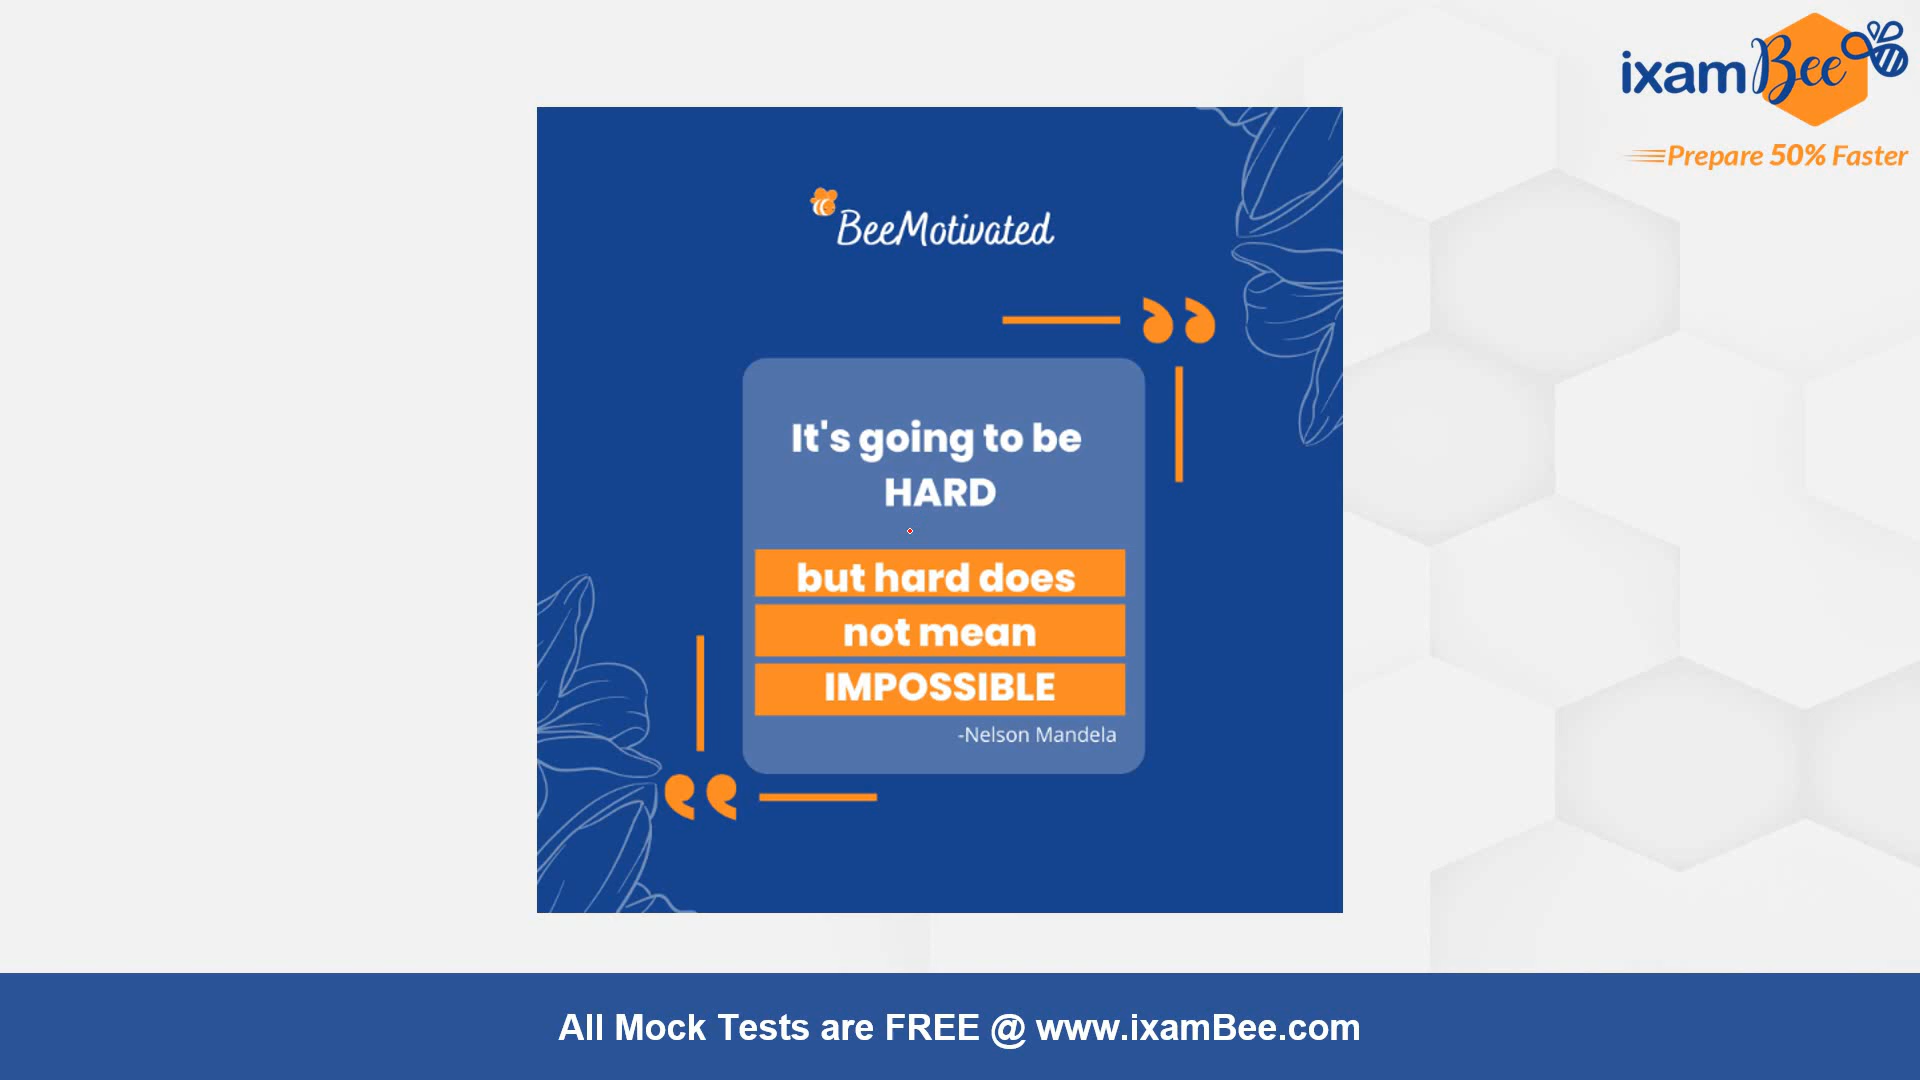 ixamBee
Prepare 50% Faster
BeeMotivated
It's going to be
HARD
but hard does
not mean
IMPOSSIBLE
-Nelson Mandela
All Mock Tests are FREE @ www.ixamBee.com